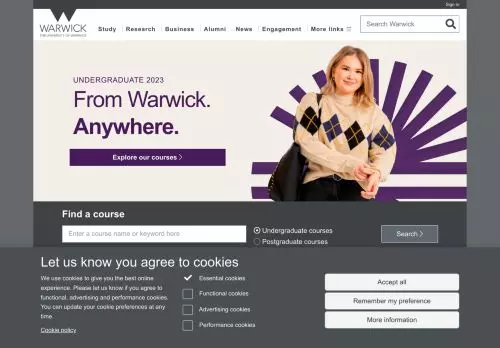 Sign in
WARWICK
THE UNIVERSITY OF WARWICK
Study
Research
Business
Alumni
News
Engagement
More links
Search Warwick
UNDERGRADUATE 2023
From Warwick.
Anywhere.
Explore our courses
Find a course
Enter a course name or keyword here
Undergraduate courses
Postgraduate courses
Search
Let us know you agree to cookies
We use cookies to give you the best online
experience. Please let us know if you agree to
functional, advertising and performance cookies.
You can update your cookie preferences at any
time.
Cookie policy
Essential cookies
Functional cookies
Advertising cookies
Performance cookies
Accept all
Remember my preference
More information